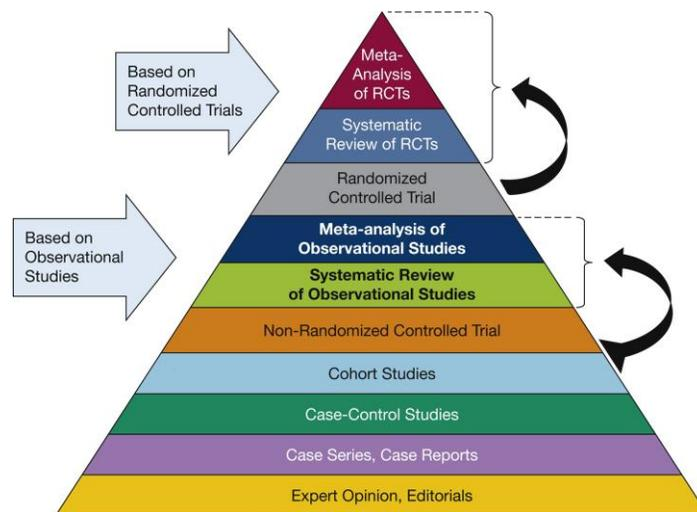 Meta-
Analysis
of RCTs
Based on
Randomized
Controlled Trials
Systematic
Review of RCTs
Randomized
Controlled Trial
Meta-analysis of
Observational Studies
Based on
Observational
Studies
Systematic Review
of Observational Studies
Non-Randomized Controlled Trial
Cohort Studies
Case-Control Studies
Case Series, Case Reports
Expert Opinion, Editorials